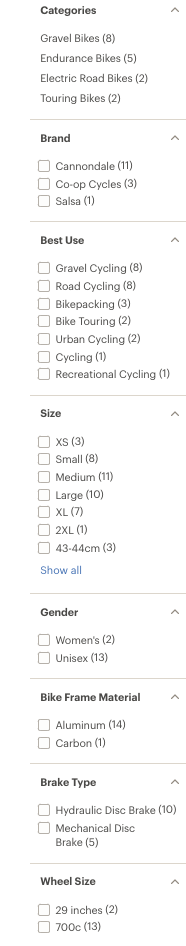 Categories
Gravel Bikes (8)
Endurance Bikes (5)
Electric Road Bikes (2)
Touring Bikes (2)
Brand
Cannondale (11)
Co-op Cycles (3)
Salsa (1)
Best Use
Gravel Cycling (8)
Road Cycling (8)
Bikepacking (3)
Bike Touring (2)
Urban Cycling (2)
Cycling (1)
Recreational Cycling (1)
Size
XS (3)
Small (8)
Medium (11)
Large (10)
XL (7)
2XL (1)
43-44cm (3)
Show all
Gender
Women's (2)
Unisex (13)
Bike Frame Material
Aluminum (14)
Carbon (1)
Brake Type
Hydraulic Disc Brake (10)
Mechanical Disc
Brake (5)
Wheel Size
29 inches (2)
700c (13)